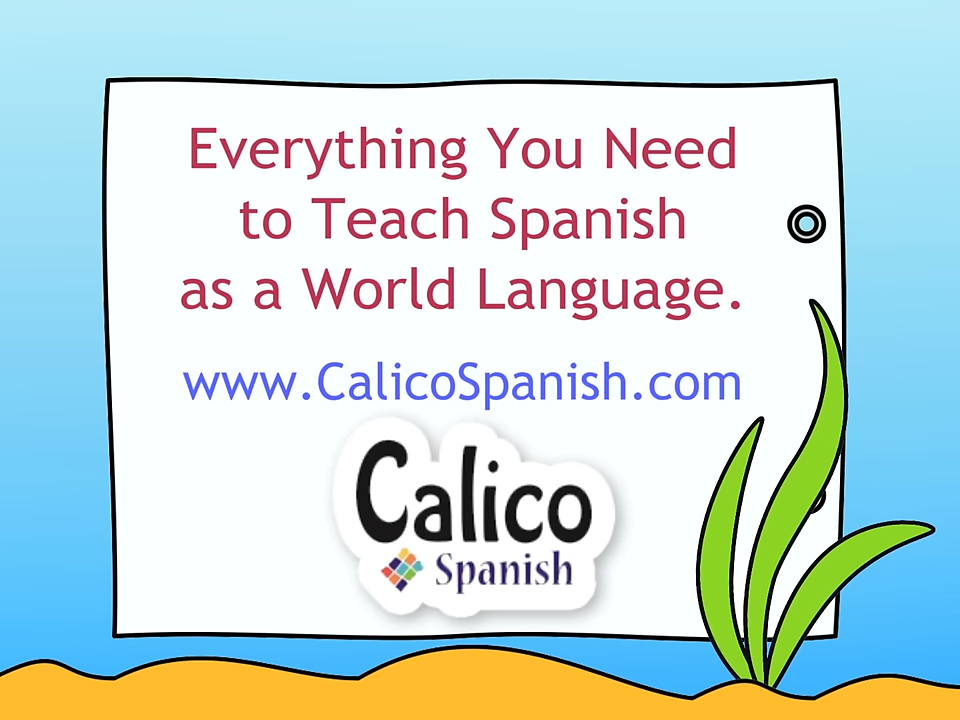 Everything You Need
to Teach Spanish
as a World Language.
www.CalicoSpanish.com
Calico
Spanish